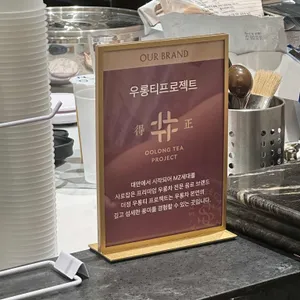 OUR BRAND
우롱티프로젝트
得 正
OOLONG TEA
PROJECT
대만에서 시작되어 MZ세대를
사로잡은 프리미엄 우롱차 전문 음료 브랜드
더정 우롱티 프로젝트는 우롱차 본연의
깊고 섬세한 풍미를 경험할 수 있는 곳입니다